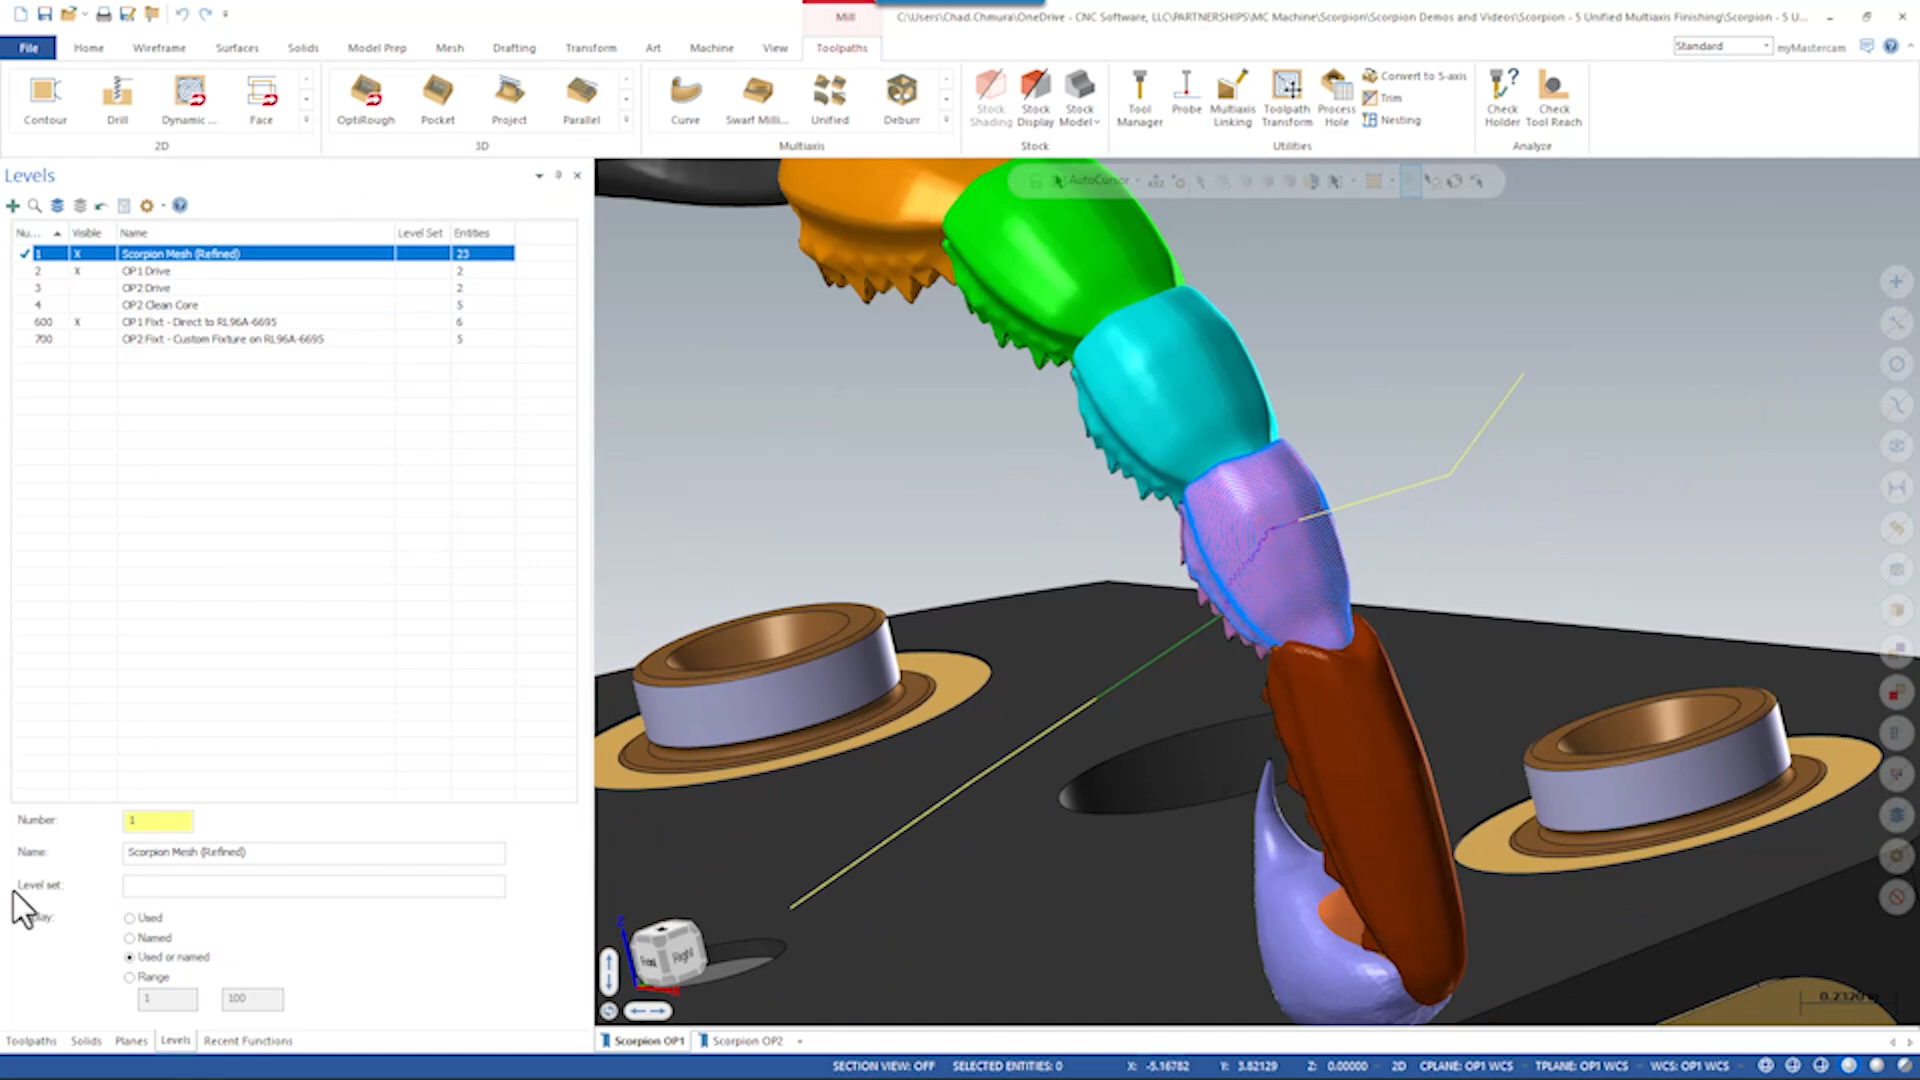 Mill
C:\Users\Chad.Chmura\OneDrive - CNC Software, LLC\PARTNERSHIPS\MC Machine\Scorpion\Scorpion Demos and Videos\Scorpion - 5 Unified Multiaxis Finishing\Scorpion - 5 U...
File Home Wireframe Surfaces Solids Model Prep Mesh Drafting Transform Art Machine View Toolpaths
Standard myMastercam
Contour Drill Dynamic ... Face
2D
OptiRough Pocket Project Parallel
3D
Curve Swarf Milli... Unified Deburr
Multiaxis
Stock Shading Stock Display Stock Model
Stock
Tool Manager Probe Multiaxis Linking Toolpath Transform Process Hole
Convert to 5-axis
Trim
Nesting
Utilities
Check Holder Check Tool Reach
Analyze
Levels
AutoCursor
Nu... Visible Name Level Set Entities
1 X Scorpion Mesh (Refined) 23
2 X OP1 Drive 2
3 OP2 Drive 2
4 OP2 Clean Core 5
600 X OP1 Fixt - Direct to RL96A-6695 6
700 OP2 Fixt - Custom Fixture on RL96A-6695 5
Number: 1
Name: Scorpion Mesh (Refined)
Level set:
Used
Named
Used or named
Range
1 100
Z
Front Right
Toolpaths Solids Planes Levels Recent Functions
Scorpion OP1 Scorpion OP2
SECTION VIEW: OFF SELECTED ENTITIES: 0 X: -5.16782 Y: 3.82129 Z: 0.00000 2D CPLANE: OP1 WCS TPLANE: OP1 WCS WCS: OP1 WCS